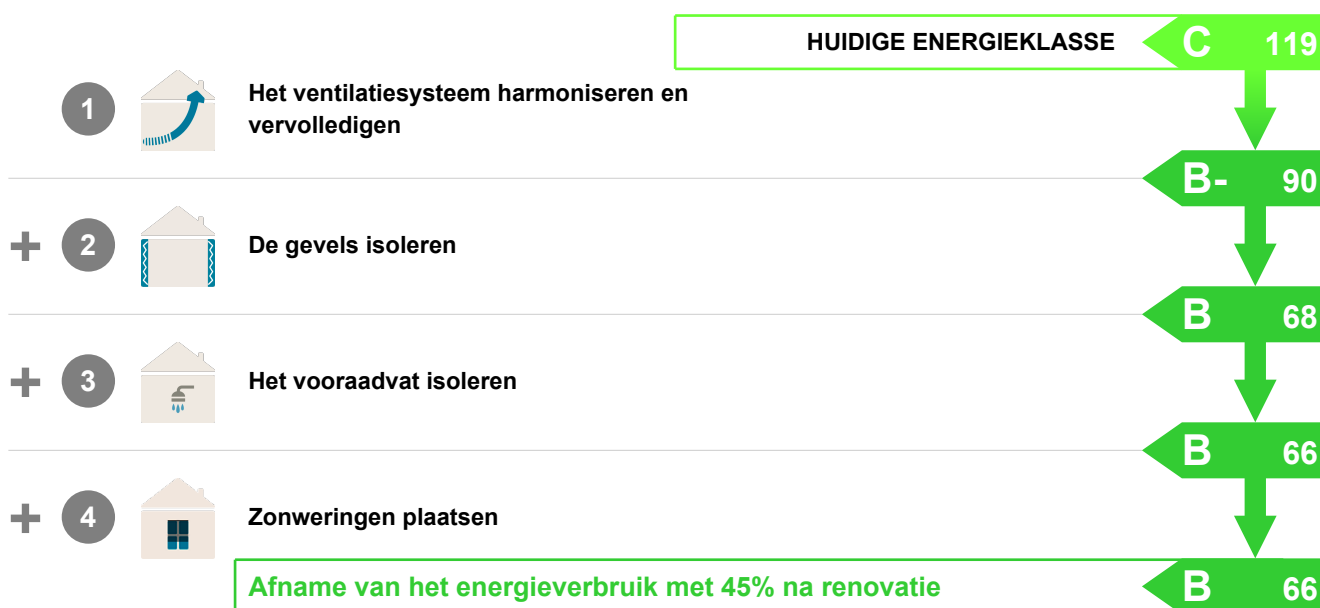 HUIDIGE ENERGIEKLASSE C 119
1 Het ventilatiesysteem harmoniseren en
vervolledigen
B- 90
+ 2 De gevels isoleren
B 68
+ 3 Het vooraadvat isoleren
B 66
+ 4 Zonweringen plaatsen
Afname van het energieverbruik met 45% na renovatie B 66